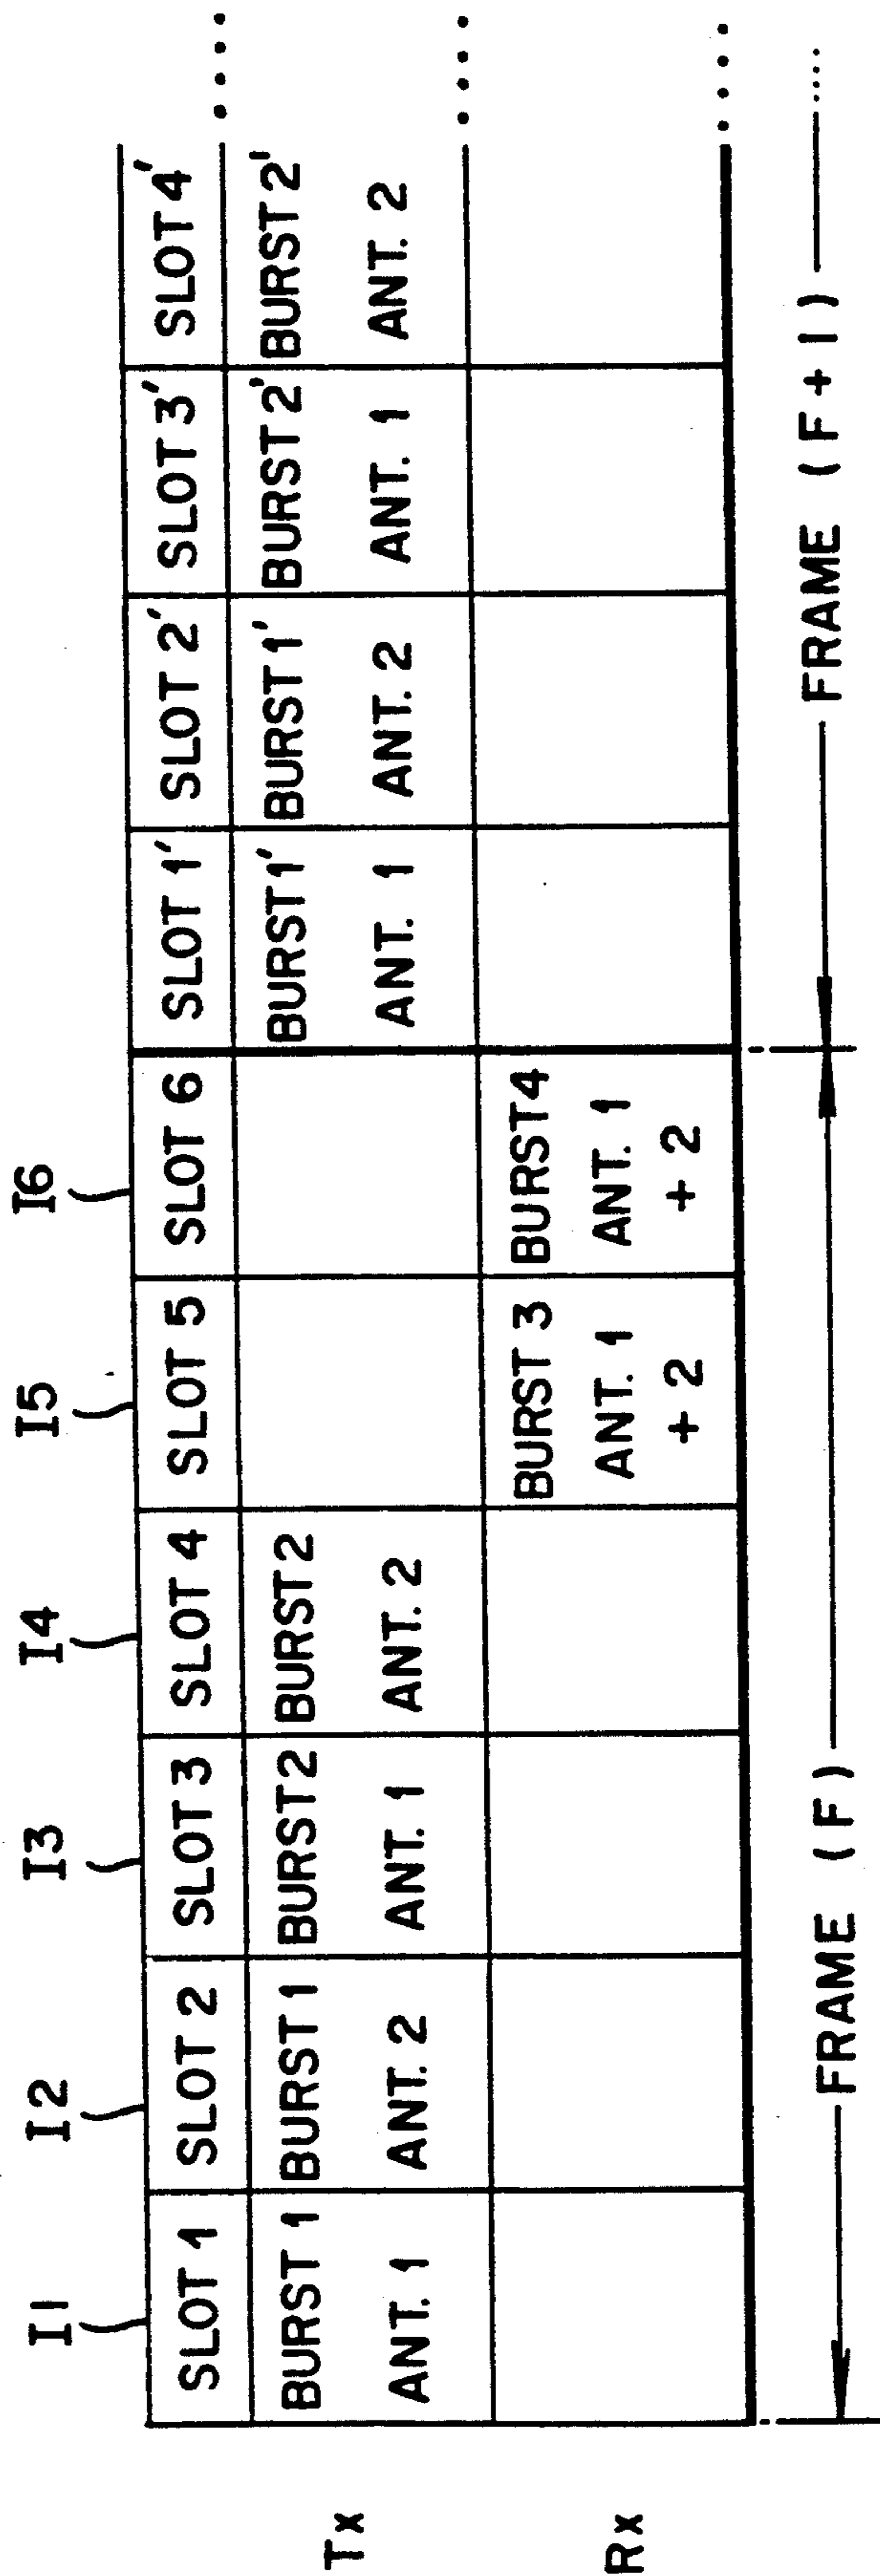 I1 I2 I3 I4 I5 I6
SLOT 1 SLOT 2 SLOT 3 SLOT 4 SLOT 5 SLOT 6 SLOT 1' SLOT 2' SLOT 3' SLOT 4' ....
Tx
BURST 1 BURST 1 BURST 2 BURST 2 BURST 1' BURST 1' BURST 2' BURST 2'
ANT. 1 ANT. 2 ANT. 1 ANT. 2 ANT. 1 ANT. 2 ANT. 1 ANT. 2 ....
Rx
BURST 3 BURST 4
ANT. 1 ANT. 1
+ 2 + 2 ....
FRAME (F) FRAME (F+1) .....